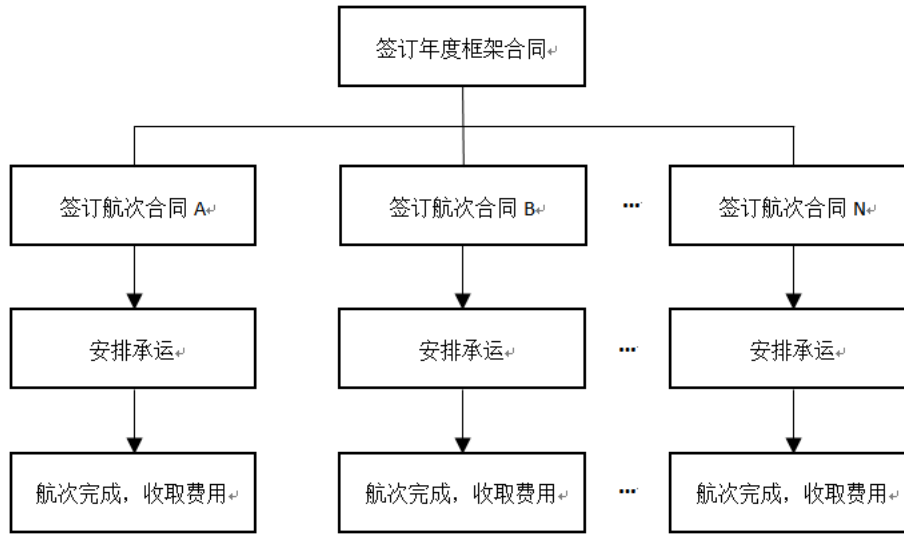 签订年度框架合同
签订航次合同 A
签订航次合同 B
...
签订航次合同 N
安排承运
安排承运
...
安排承运
航次完成，收取费用
航次完成，收取费用
...
航次完成，收取费用